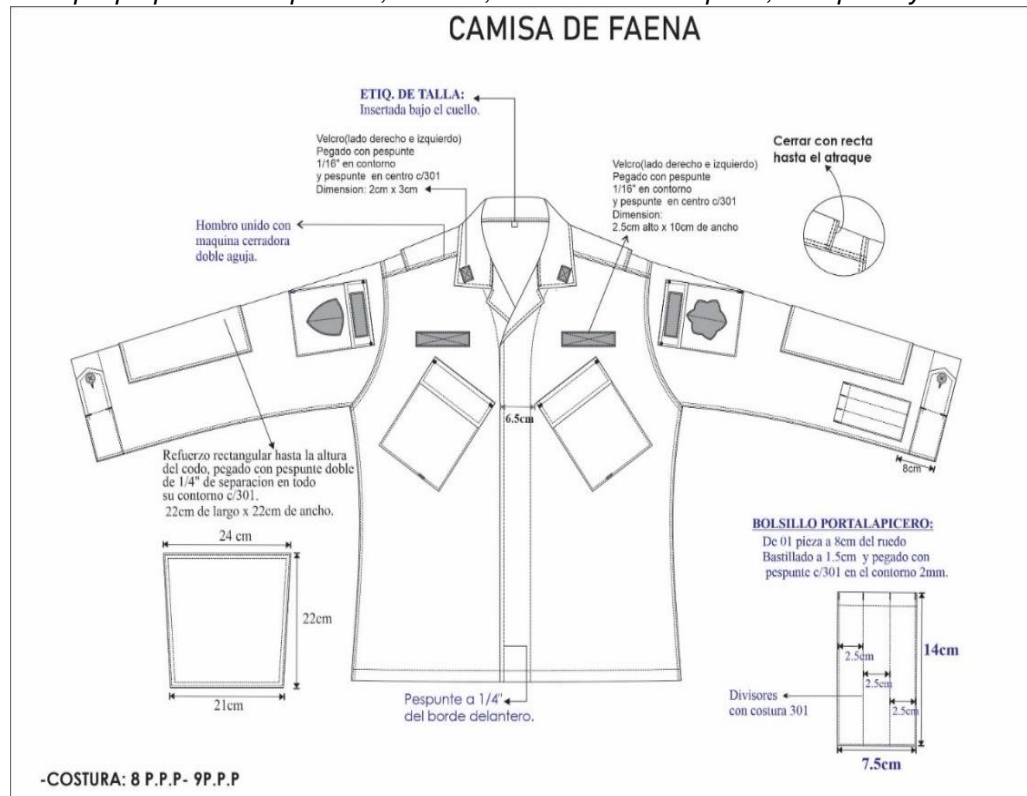 CAMISA DE FAENA
ETIQ. DE TALLA:
Insertada bajo el cuello.
Velcro(lado derecho e izquierdo)
Pegado con pespunte
1/16" en contorno
y pespunte en centro c/301
Dimension: 2cm x 3cm
Cerrar con recta
hasta el atraque
Velcro(lado derecho e izquierdo)
Pegado con pespunte
1/16" en contorno
y pespunte en centro c/301
Dimension:
2.5cm alto x 10cm de ancho
Hombro unido con
maquina cerradora
doble aguja.
6.5cm
8cm
Refuerzo rectangular hasta la altura
del codo, pegado con pespunte doble
de 1/4" de separacion en todo
su contorno c/301.
22cm de largo x 22cm de ancho.
24 cm
22cm
21cm
BOLSILLO PORTALAPICERO:
De 01 pieza a 8cm del ruedo
Bastillado a 1.5cm y pegado con
pespunte c/301 en el contorno 2mm.
14cm
2.5cm
2.5cm
2.5cm
Divisores
con costura 301
7.5cm
Pespunte a 1/4"
del borde delantero.
-COSTURA: 8 P.P.P- 9P.P.P